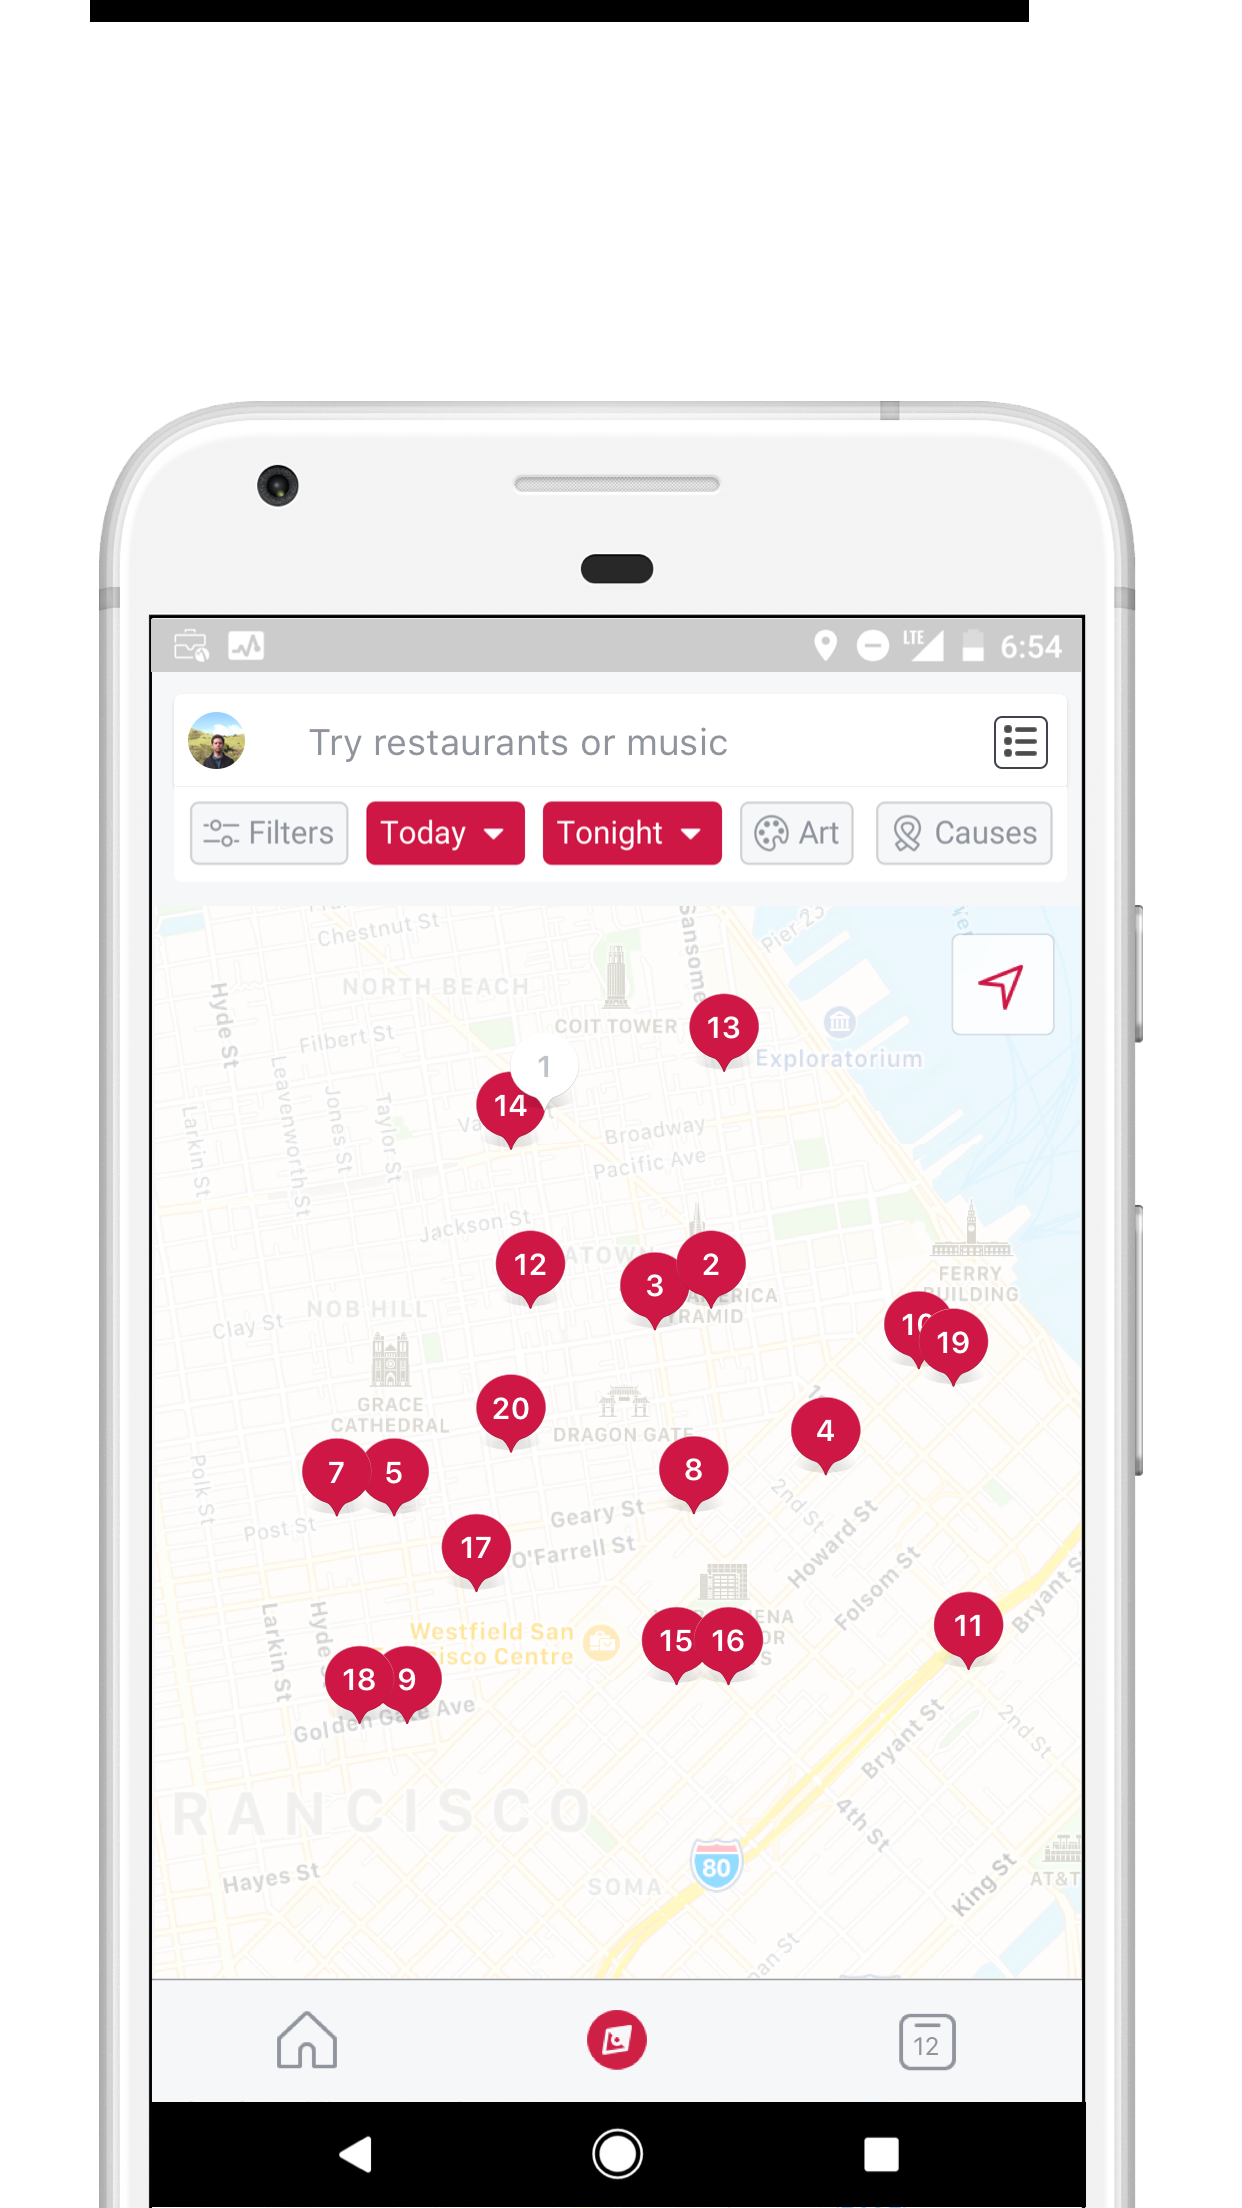 LTE 6:54
Try restaurants or music
Filters Today Tonight Art Causes
Chestnut St
Sansome
Pier 23
NORTH BEACH
Hyde St
COIT TOWER
13
Filbert St
Exploratorium
1
Leavenworth St
Jones St
Taylor St
14
Larkin St
Broadway
Pacific Ave
Jackson St
12
2
3
FERRY
BUILDING
NOB HILL
Clay St
19
GRACE
CATHEDRAL
20
DRAGON GATE
4
7
5
8
Polk St
2nd St
Geary St
Post St
Howard St
17
O'Farrell St
Folsom St
Bryant St
11
Larkin St
Hyde
Westfield San
isco Centre
15
16
18
9
Golden Gate Ave
Bryant St
2nd St
RANCISCO
4th St
80
King St
AT&T
Hayes St
SOMA
12